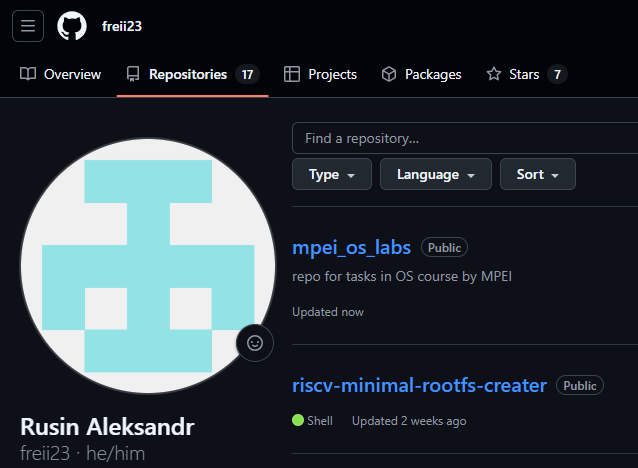 freii23
Overview
Repositories 17
Projects
Packages
Stars 7
Find a repository...
Type
Language
Sort
mpei_os_labs Public
repo for tasks in OS course by MPEI
Updated now
riscv-minimal-rootfs-creater Public
Shell Updated 2 weeks ago
Rusin Aleksandr
freii23 · he/him